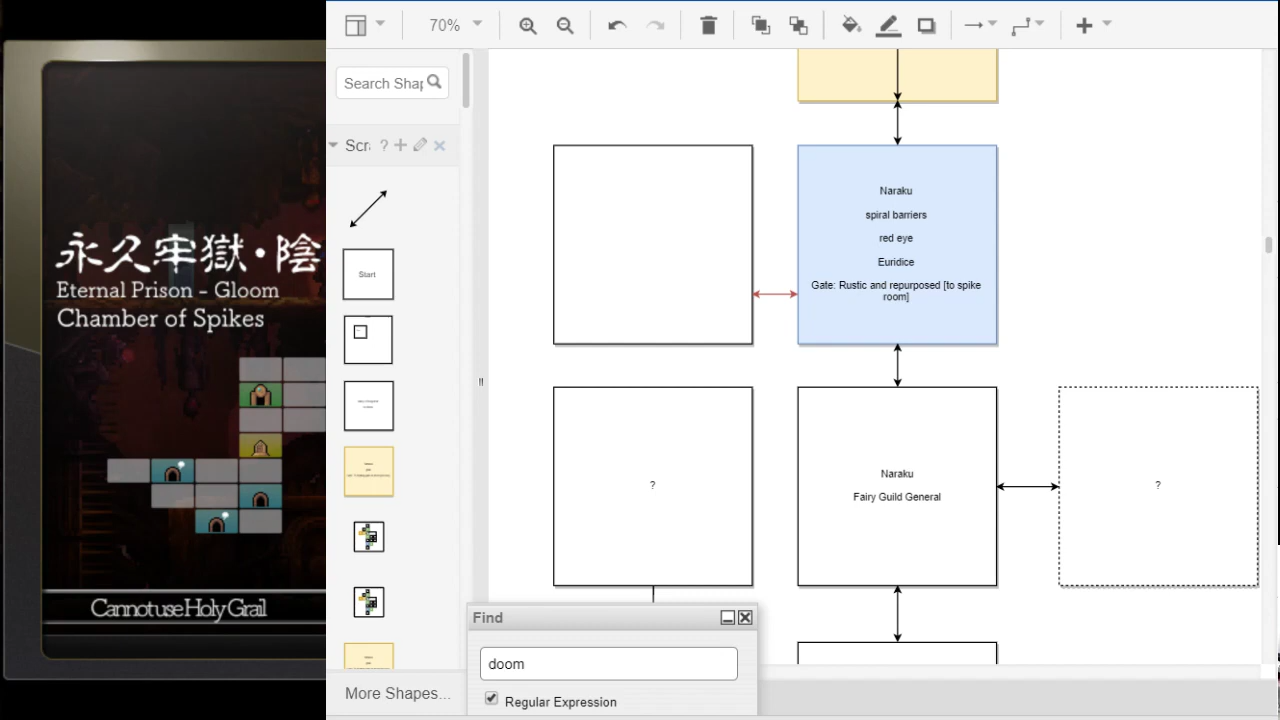 永久牢獄・陰
Eternal Prison - Gloom
Chamber of Spikes
Cannot use Holy Grail
70%
Search Shap
Scra
?
Start
More Shapes...
Naraku
spiral barriers
red eye
Euridice
Gate: Rustic and repurposed [to spike
room]
?
Naraku
Fairy Guild General
?
Find
doom
Regular Expression